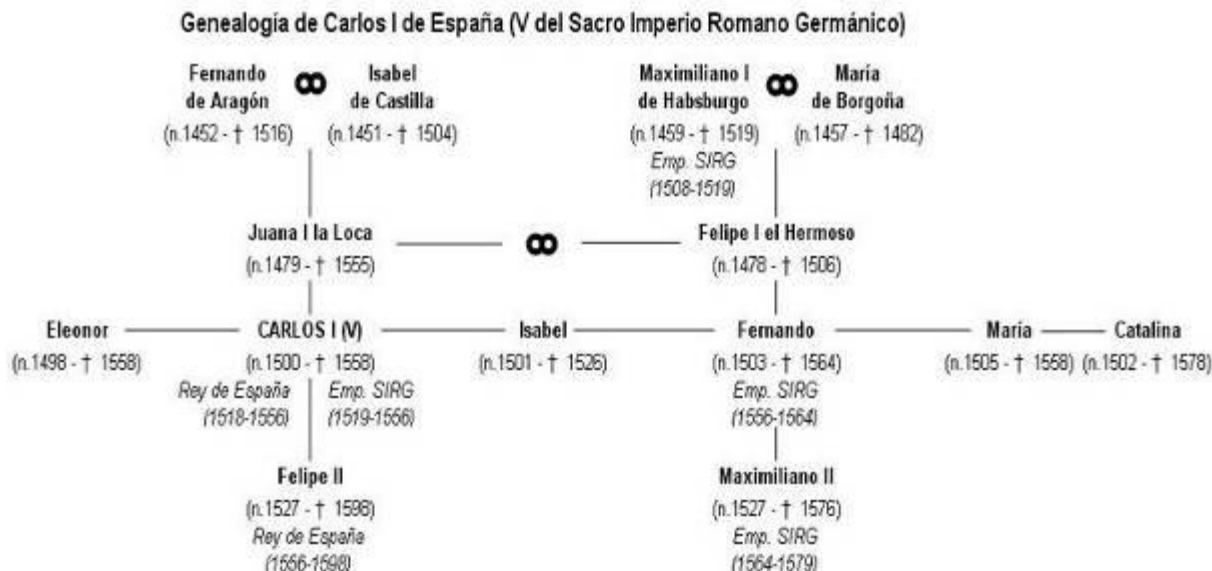 Genealogía de Carlos I de España (V del Sacro Imperio Romano Germánico)
Fernando de Aragón
(n.1452 - † 1516)
Isabel de Castilla
(n.1451 - † 1504)
Maximiliano I de Habsburgo
(n.1459 - † 1519)
Emp. SIRG
(1508-1519)
María de Borgoña
(n.1457 - † 1482)
Juana I la Loca
(n.1479 - † 1555)
Felipe I el Hermoso
(n.1478 - † 1506)
Eleonor
(n.1498 - † 1558)
CARLOS I (V)
(n.1500 - † 1558)
Rey de España
(1518-1556)
Emp. SIRG
(1519-1556)
Isabel
(n.1501 - † 1526)
Fernando
(n.1503 - † 1564)
Emp. SIRG
(1556-1564)
María
(n.1505 - † 1558)
Catalina
(n.1502 - † 1578)
Felipe II
(n.1527 - † 1598)
Rey de España
(1556-1598)
Maximiliano II
(n.1527 - † 1576)
Emp. SIRG
(1564-1579)